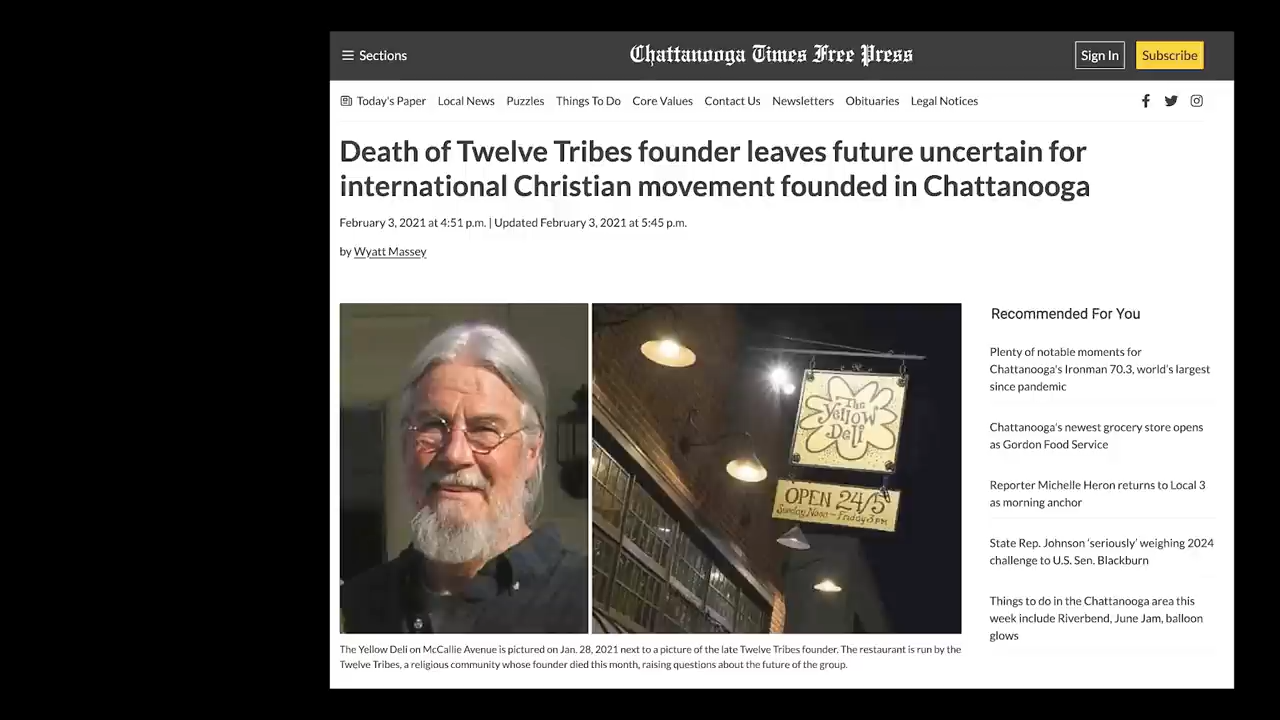 Sections
Chattanooga Times Free Press
Sign In
Subscribe
Today's Paper
Local News
Puzzles
Things To Do
Core Values
Contact Us
Newsletters
Obituaries
Legal Notices
Death of Twelve Tribes founder leaves future uncertain for
international Christian movement founded in Chattanooga
February 3, 2021 at 4:51 p.m. | Updated February 3, 2021 at 5:45 p.m.
by Wyatt Massey
The
Yellow
Deli
OPEN 24/5
Sunday Noon - Friday 3 PM
The Yellow Deli on McCallie Avenue is pictured on Jan. 28, 2021 next to a picture of the late Twelve Tribes founder. The restaurant is run by the
Twelve Tribes, a religious community whose founder died this month, raising questions about the future of the group.
Recommended For You
Plenty of notable moments for
Chattanooga's Ironman 70.3, world's largest
since pandemic
Chattanooga's newest grocery store opens
as Gordon Food Service
Reporter Michelle Heron returns to Local 3
as morning anchor
State Rep. Johnson 'seriously' weighing 2024
challenge to U.S. Sen. Blackburn
Things to do in the Chattanooga area this
week include Riverbend, June Jam, balloon
glows